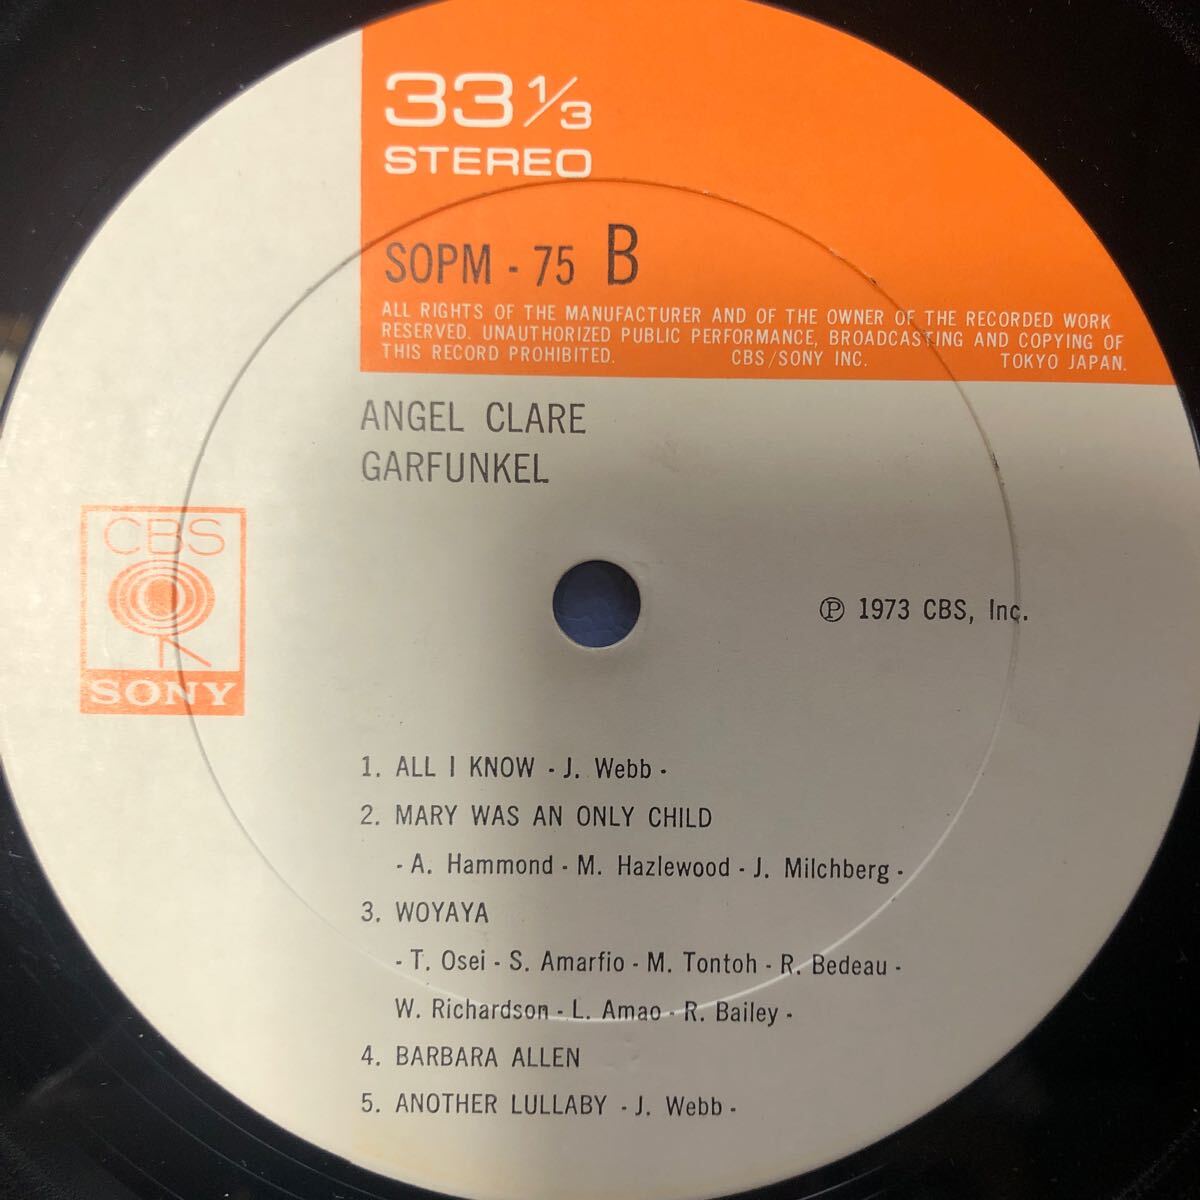 33 1/3
STEREO
SOPM - 75 B
ALL RIGHTS OF THE MANUFACTURER AND OF THE OWNER OF THE RECORDED WORK
RESERVED. UNAUTHORIZED PUBLIC PERFORMANCE, BROADCASTING AND COPYING OF
THIS RECORD PROHIBITED. CBS/SONY INC. TOKYO JAPAN.
ANGEL CLARE
GARFUNKEL
CBS
SONY
℗ 1973 CBS, Inc.
1. ALL I KNOW - J. Webb -
2. MARY WAS AN ONLY CHILD
- A. Hammond - M. Hazlewood - J. Milchberg -
3. WOYAYA
- T. Osei - S. Amarfio - M. Tontoh - R. Bedeau -
W. Richardson - L. Amao - R. Bailey -
4. BARBARA ALLEN
5. ANOTHER LULLABY - J. Webb -